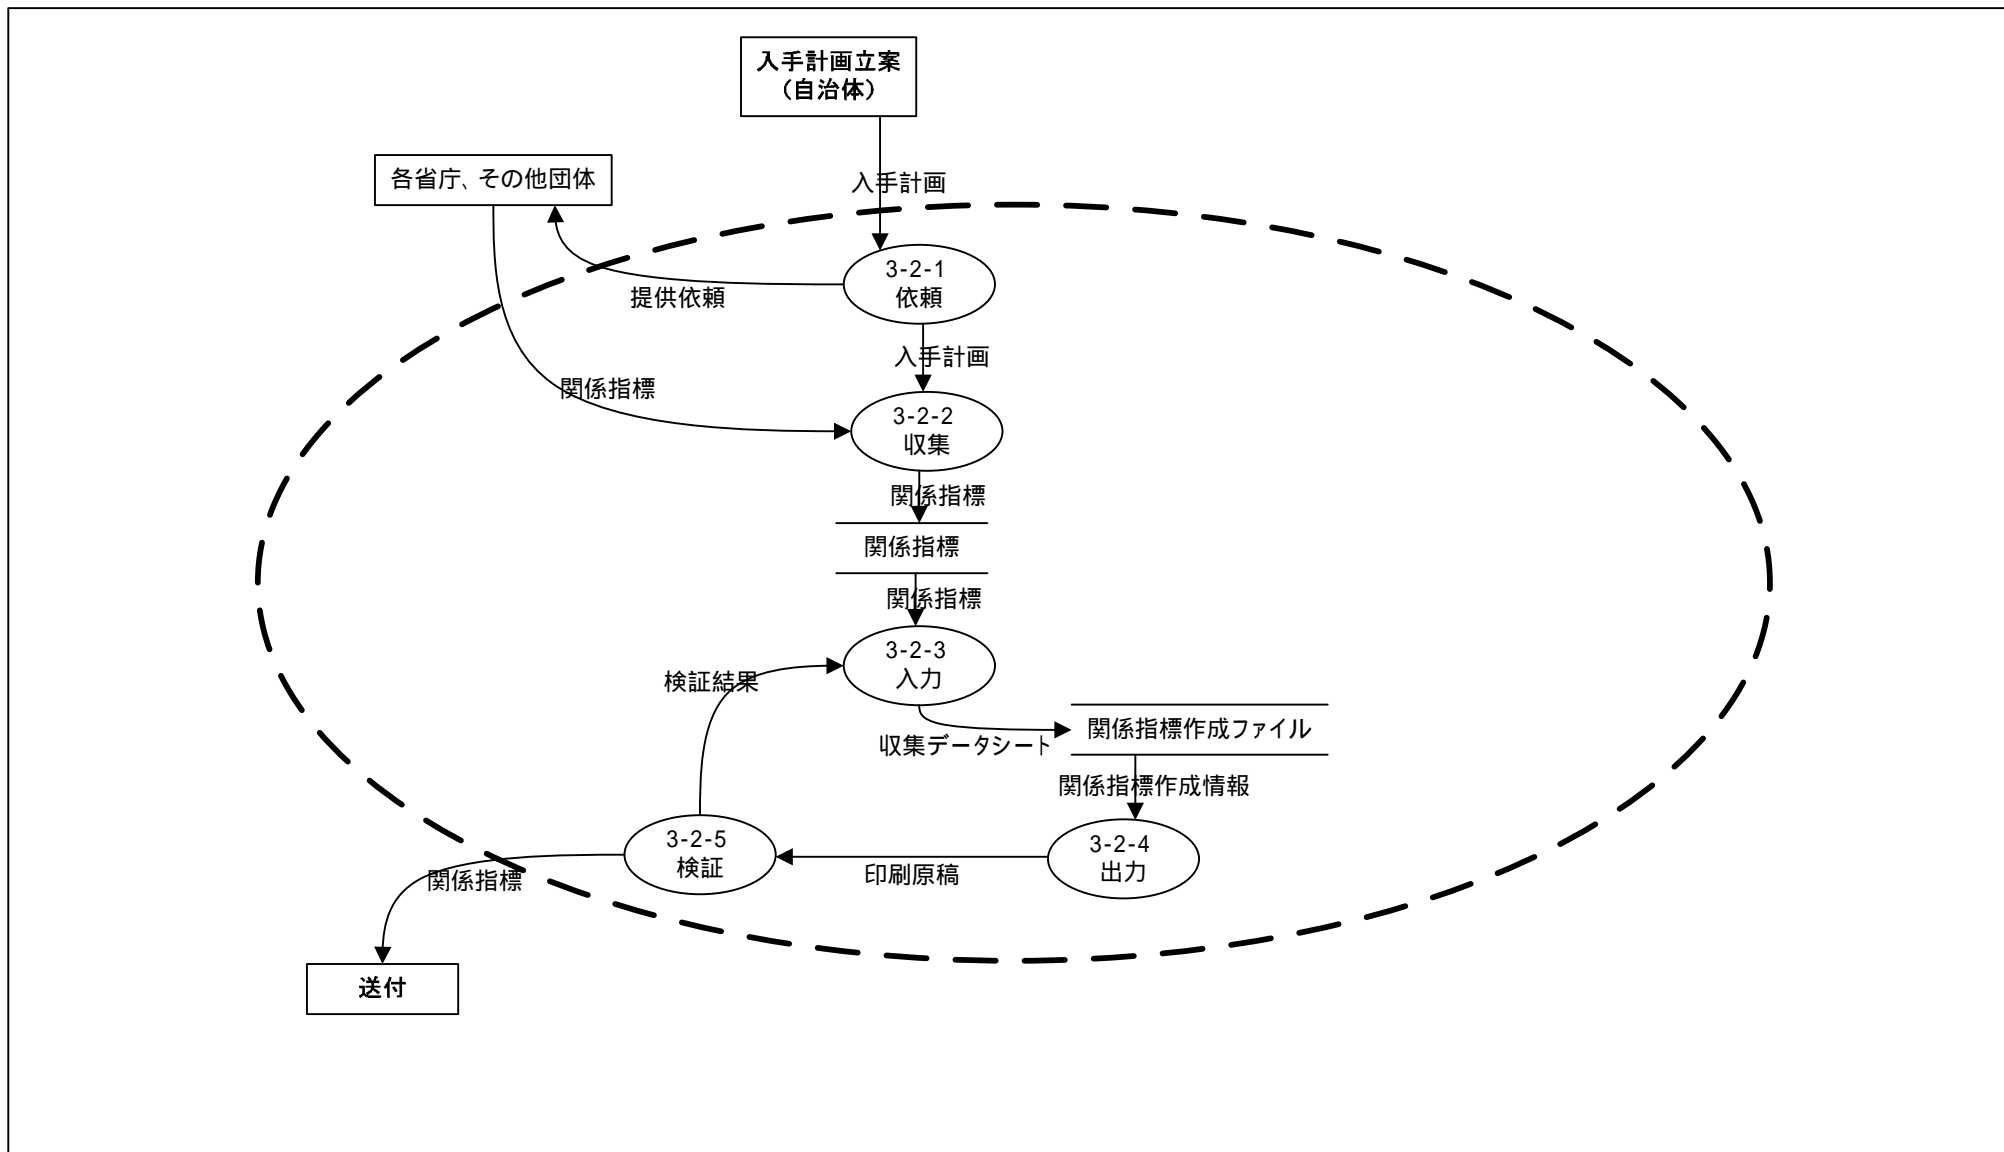 入手計画立案
（自治体）
各省庁、その他団体
入手計画
3-2-1
依頼
提供依頼
入手計画
関係指標
3-2-2
収集
関係指標
関係指標
関係指標
3-2-3
入力
検証結果
収集データシート
関係指標作成ファイル
関係指標作成情報
3-2-5
検証
3-2-4
出力
印刷原稿
関係指標
送付